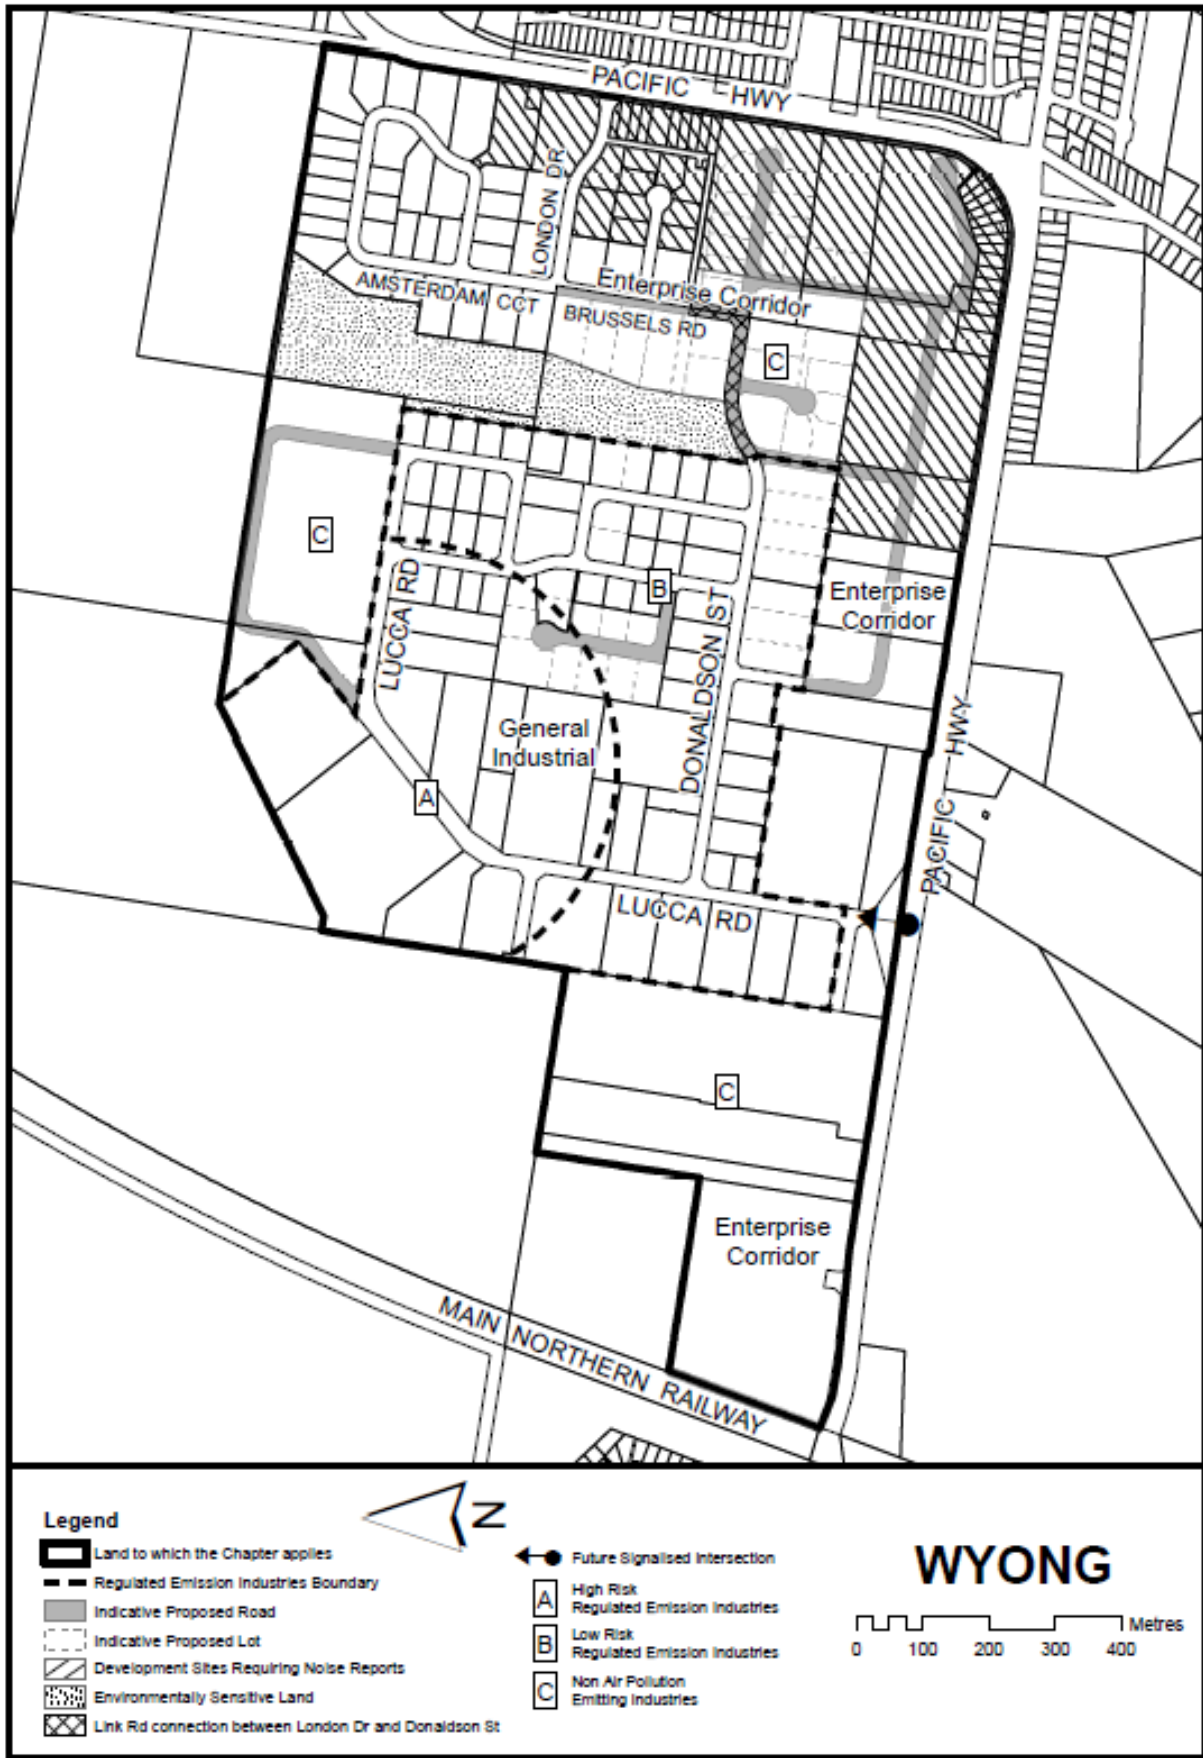 PACIFIC HWY
LONDON DR
Enterprise Corridor
AMSTERDAM CCT
BRUSSELS RD
C
C
B
LUCCA RD
DONALDSON ST
Enterprise
Corridor
General
Industrial
A
PACIFIC HWY
LUCCA RD
C
Enterprise
Corridor
MAIN NORTHERN RAILWAY
Legend
Land to which the Chapter applies
Regulated Emission Industries Boundary
Indicative Proposed Road
Indicative Proposed Lot
Development Sites Requiring Noise Reports
Environmentally Sensitive Land
Link Rd connection between London Dr and Donaldson St
N
Future Signalised Intersection
A
High Risk
Regulated Emission Industries
B
Low Risk
Regulated Emission Industries
C
Non Air Pollution
Emitting Industries
WYONG
Metres
0 100 200 300 400